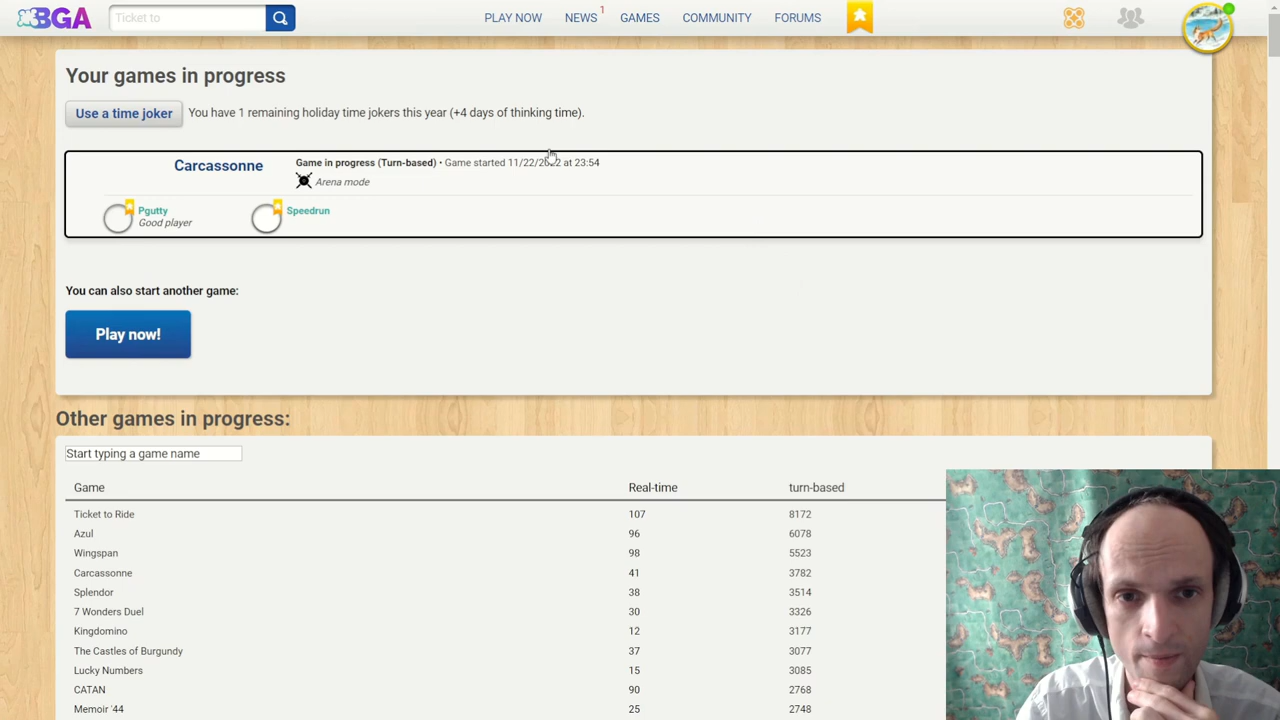 BGA Ticket to PLAY NOW NEWS 1 GAMES COMMUNITY FORUMS
Your games in progress
Use a time joker You have 1 remaining holiday time jokers this year (+4 days of thinking time).
Carcassonne Game in progress (Turn-based) • Game started 11/22/2022 at 23:54
Arena mode
Pgutty Speedrun
Good player
You can also start another game:
Play now!
Other games in progress:
Start typing a game name
Game Real-time turn-based
Ticket to Ride 107 8172
Azul 96 6078
Wingspan 98 5523
Carcassonne 41 3782
Splendor 38 3514
7 Wonders Duel 30 3326
Kingdomino 12 3177
The Castles of Burgundy 37 3077
Lucky Numbers 15 3085
CATAN 90 2768
Memoir '44 25 2748